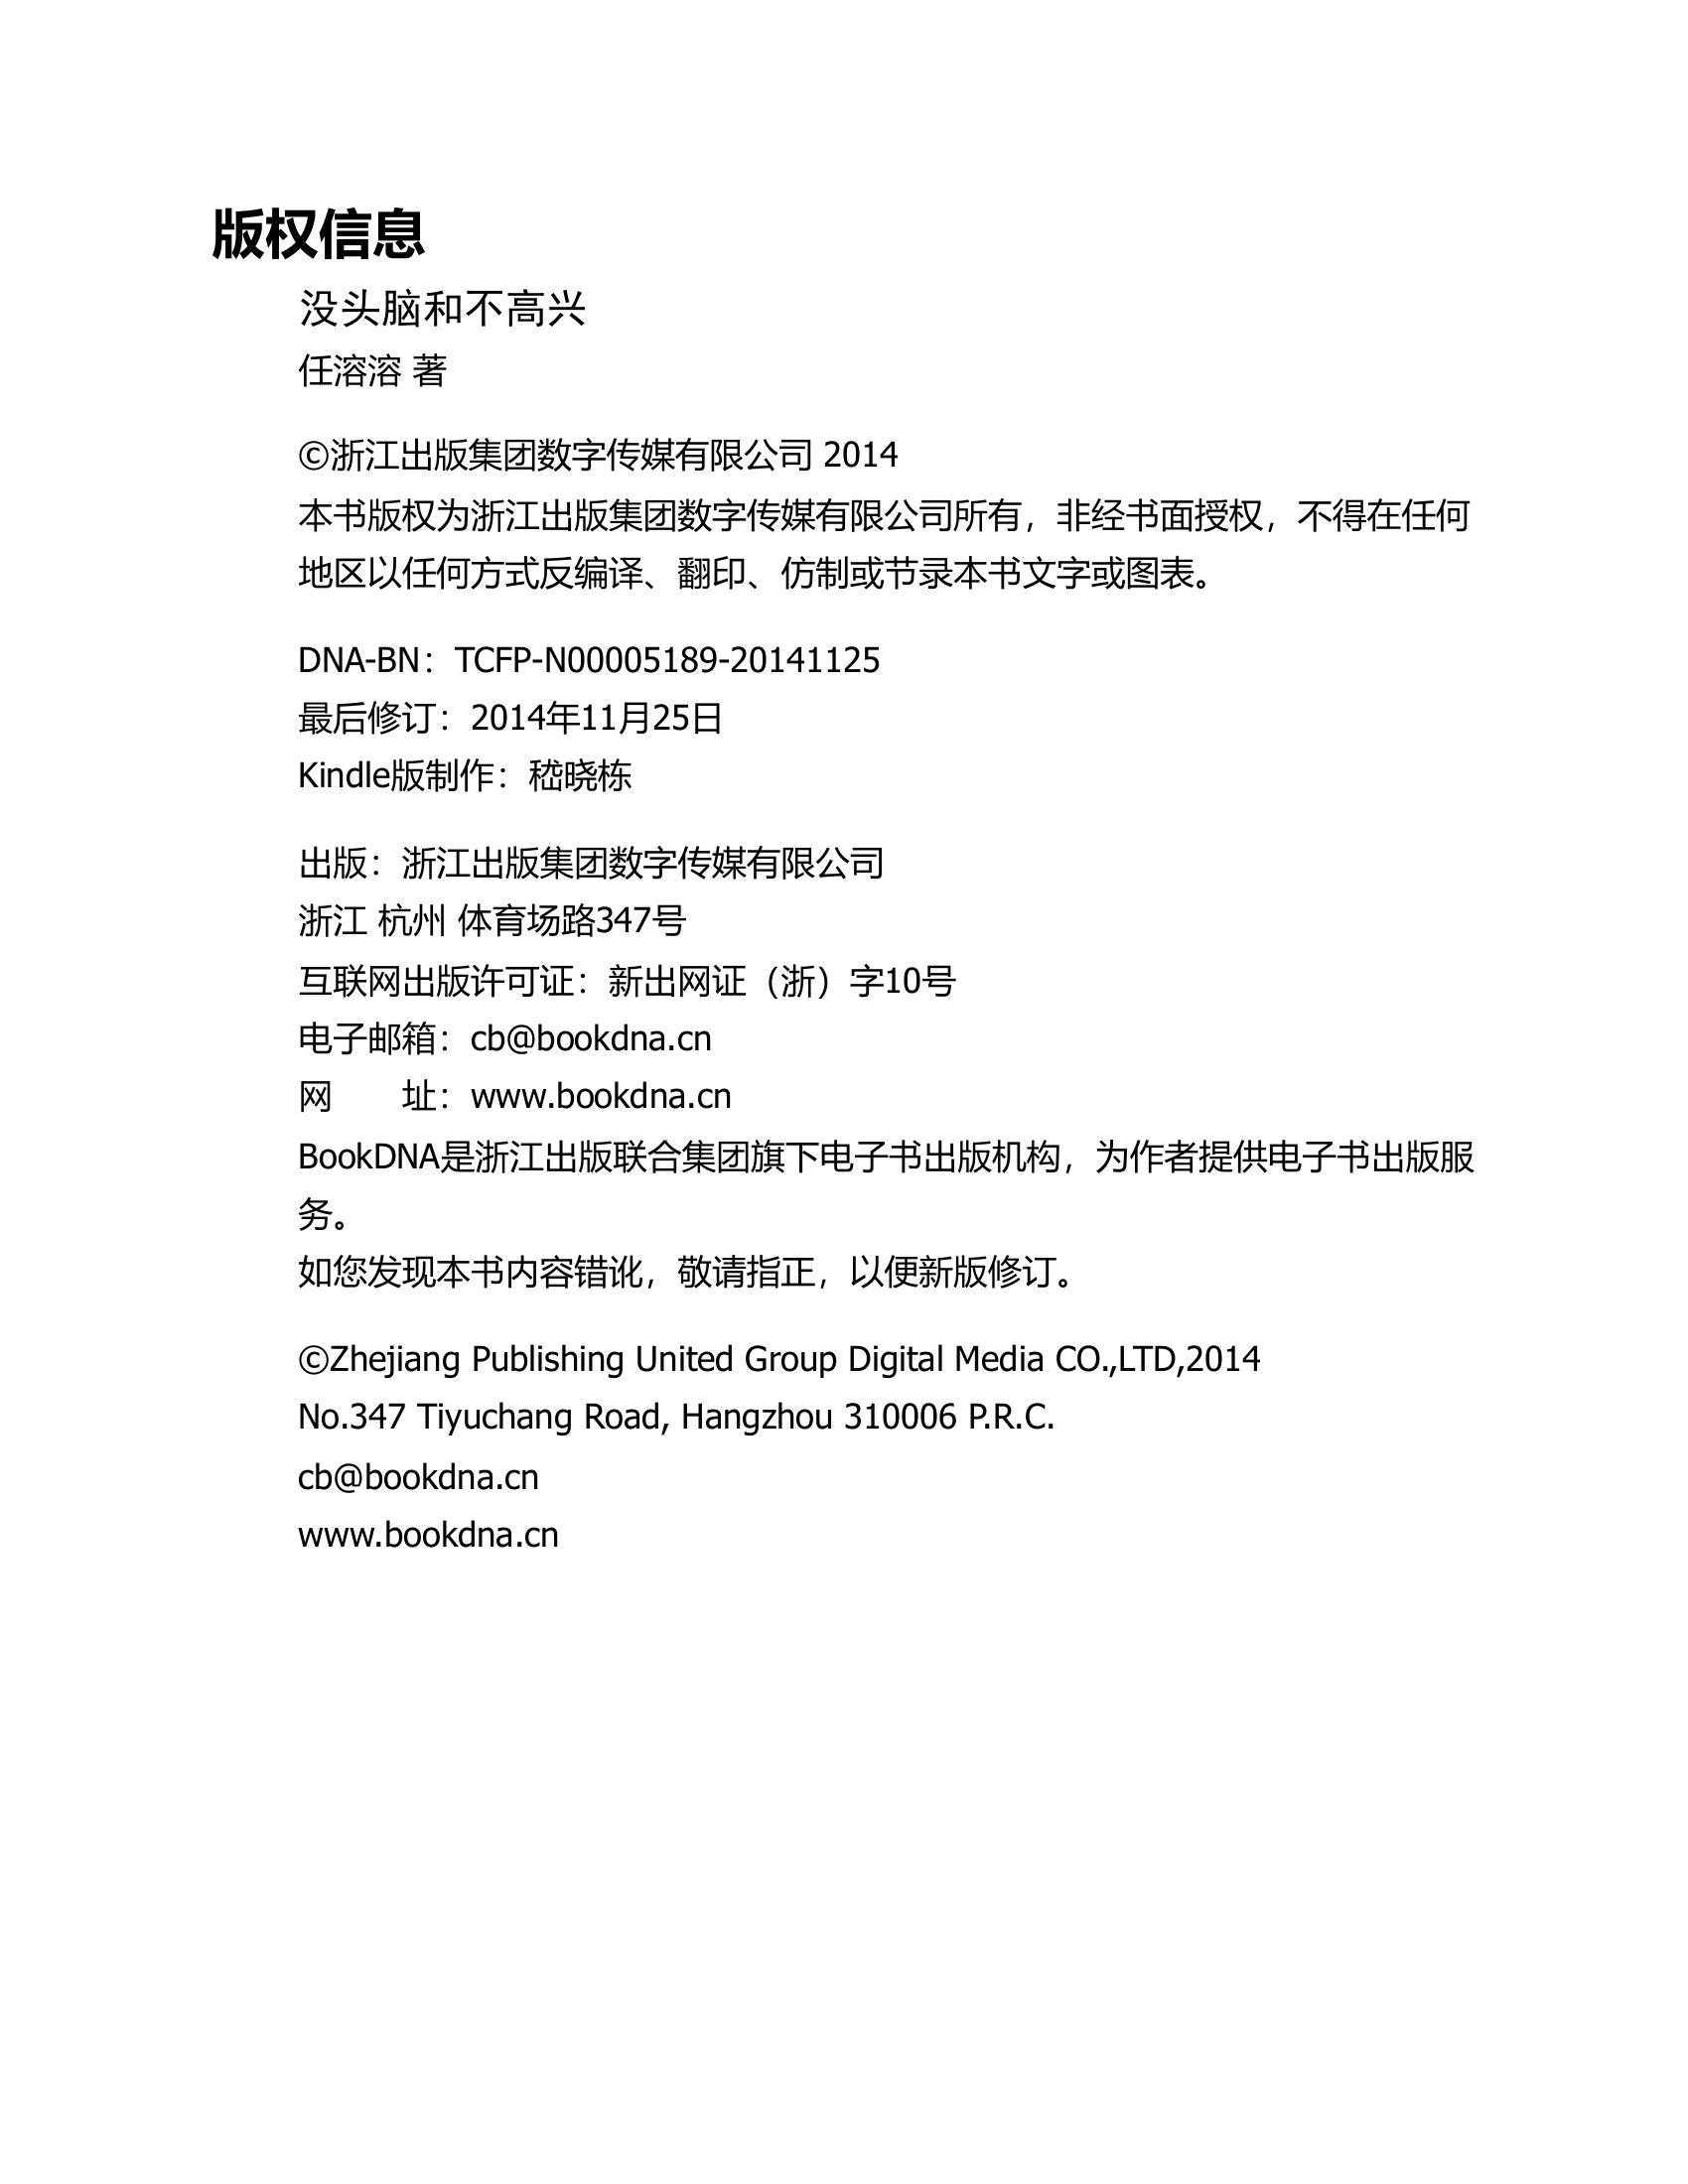 版权信息
没头脑和不高兴
任溶溶 著
©浙江出版集团数字传媒有限公司 2014
本书版权为浙江出版集团数字传媒有限公司所有，非经书面授权，不得在任何
地区以任何方式反编译、翻印、仿制或节录本书文字或图表。
DNA-BN：TCFP-N00005189-20141125
最后修订：2014年11月25日
Kindle版制作：嵇晓栋
出版：浙江出版集团数字传媒有限公司
浙江 杭州 体育场路347号
互联网出版许可证：新出网证（浙）字10号
电子邮箱：cb@bookdna.cn
网　　址：www.bookdna.cn
BookDNA是浙江出版联合集团旗下电子书出版机构，为作者提供电子书出版服
务。
如您发现本书内容错讹，敬请指正，以便新版修订。
©Zhejiang Publishing United Group Digital Media CO.,LTD,2014
No.347 Tiyuchang Road, Hangzhou 310006 P.R.C.
cb@bookdna.cn
www.bookdna.cn